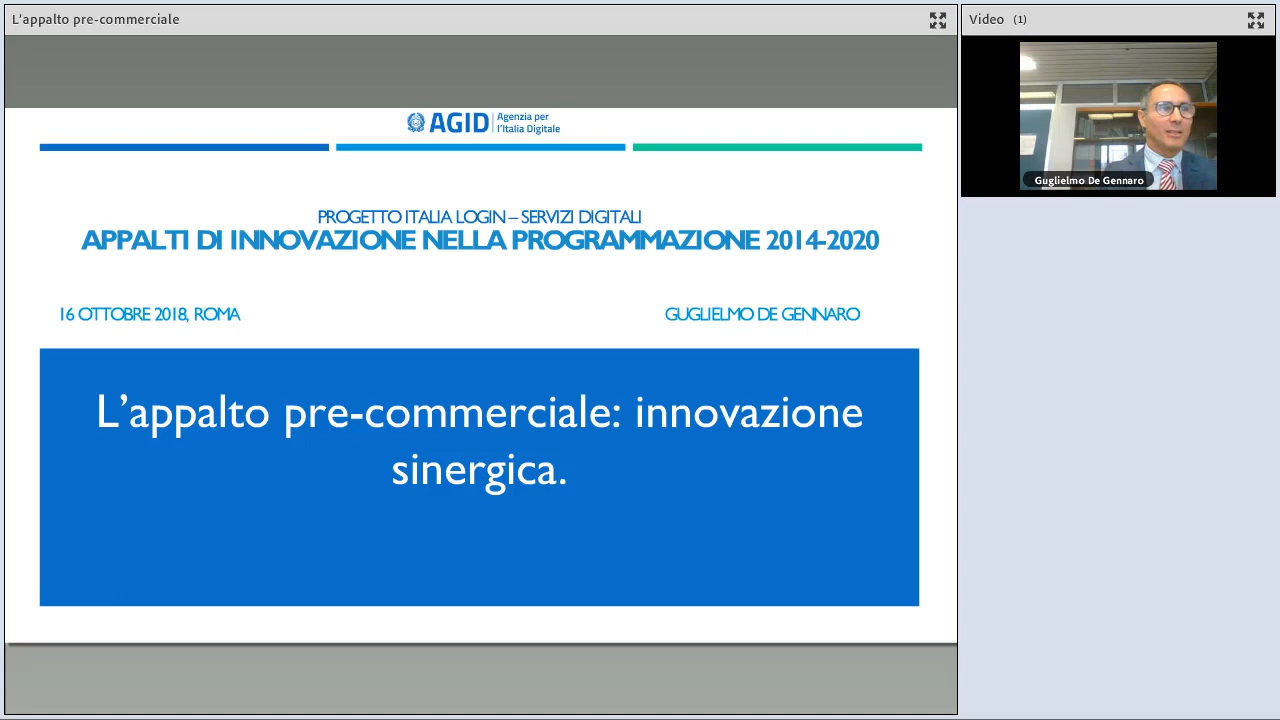 L'appalto pre-commerciale
Video (1)
AGID Agenzia per
l'Italia Digitale
Guglielmo De Gennaro
PROGETTO ITALIA LOGIN – SERVIZI DIGITALI
APPALTI DI INNOVAZIONE NELLA PROGRAMMAZIONE 2014-2020
16 OTTOBRE 2018, ROMA
GUGLIELMO DE GENNARO
L’appalto pre-commerciale: innovazione
sinergica.